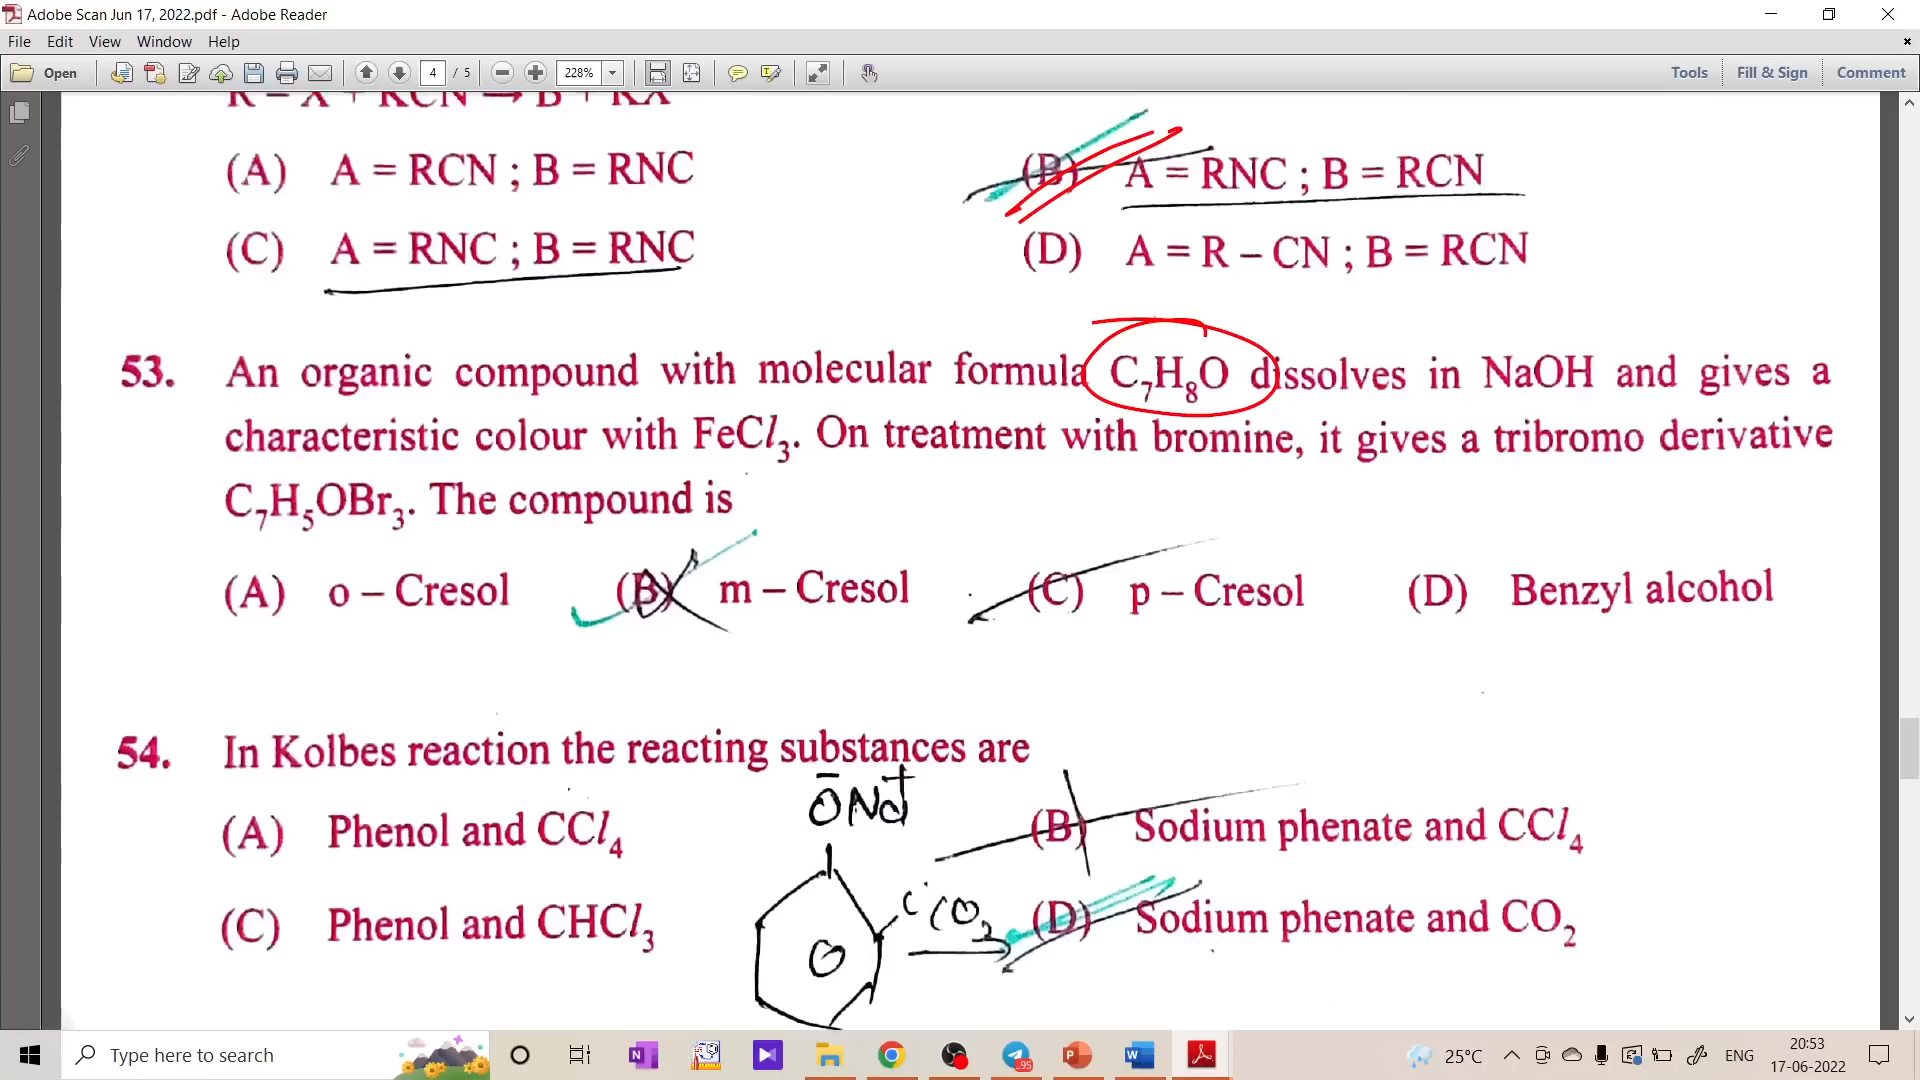 Adobe Scan Jun 17, 2022.pdf - Adobe Reader
File Edit View Window Help
Open 4 / 5 228% Tools Fill & Sign Comment
R – X + KCN → B + KX
(A) A = RCN ; B = RNC (B) A = RNC ; B = RCN
(C) A = RNC ; B = RNC (D) A = R – CN ; B = RCN
53. An organic compound with molecular formula C₇H₈O dissolves in NaOH and gives a
characteristic colour with FeCl₃. On treatment with bromine, it gives a tribromo derivative
C₇H₅OBr₃. The compound is
(A) o – Cresol (B) m – Cresol (C) p – Cresol (D) Benzyl alcohol
54. In Kolbes reaction the reacting substances are
ŌNa⁺
(A) Phenol and CCl₄ (B) Sodium phenate and CCl₄
CO₂
(C) Phenol and CHCl₃ (D) Sodium phenate and CO₂
Type here to search 95 25°C ENG 20:53
17-06-2022